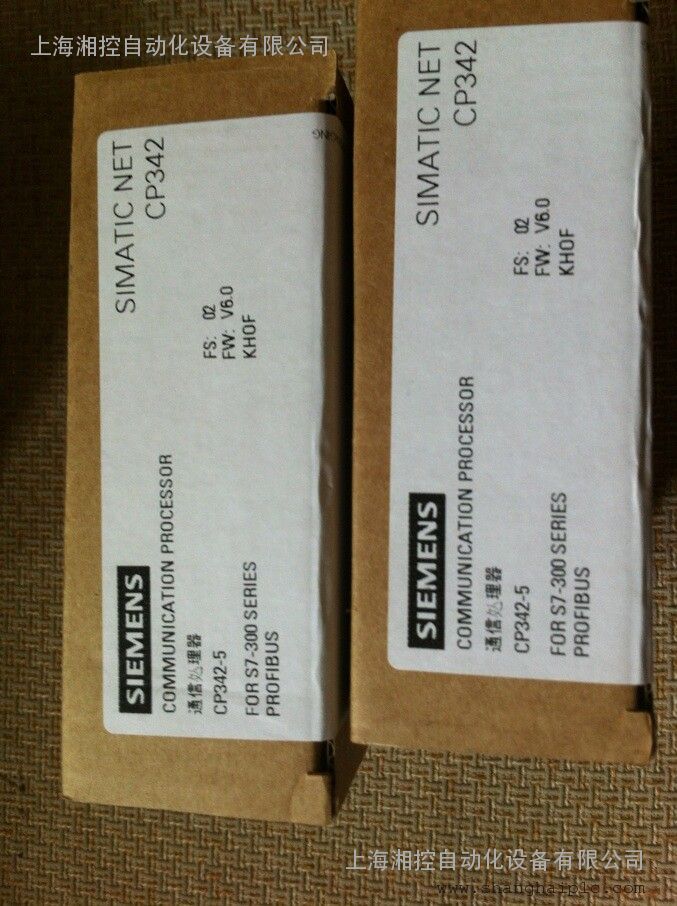 上海湘控自动化设备有限公司
SIMATIC NET
CP342
FS: 02
FW: V6.0
KHOF
SIEMENS
COMMUNICATION PROCESSOR
通信处理器
CP342-5
FOR S7-300 SERIES
PROFIBUS
SIMATIC NET
CP342
FS: 02
FW: V6.0
KHOF
SIEMENS
COMMUNICATION PROCESSOR
通信处理器
CP342-5
FOR S7-300 SERIES
PROFIBUS
上海湘控自动化设备有限公司
www.shanghaiplc.com